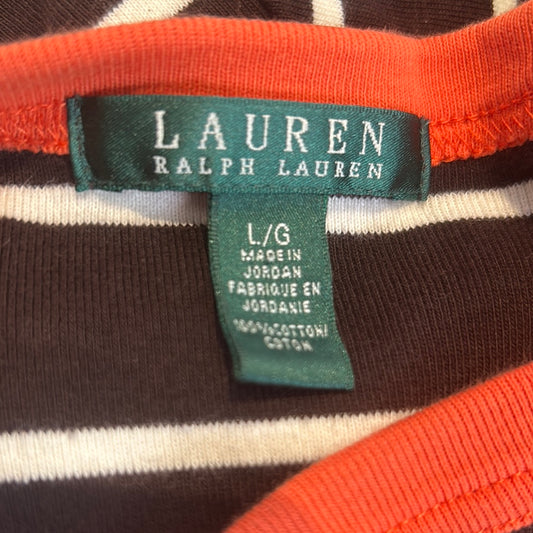 LAUREN
RALPH LAUREN
L/G
MADE IN
JORDAN
FABRIQUE EN
JORDANIE
100%COTTON/
COTON